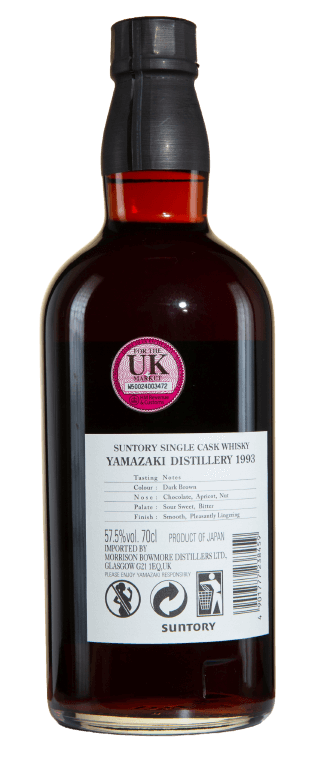 FOR THE
UK
MARKET
SUNTORY SINGLE CASK WHISKY
YAMAZAKI DISTILLERY 1993
Tasting Notes
Colour : Dark Brown
Nose : Chocolate, Apricot, Nut
Palate : Sour Sweet, Bitter
Finish : Smooth, Pleasantly Lingering
57.5%vol. 70cl PRODUCT OF JAPAN
IMPORTED BY
MORRISON BOWMORE DISTILLERS LTD.,
GLASGOW G21 1EQ,UK
PLEASE ENJOY YAMAZAKI RESPONSIBLY
SUNTORY